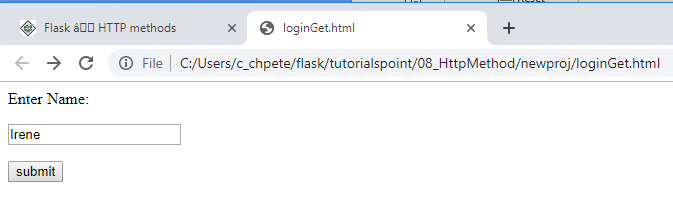 Flask â HTTP methods
loginGet.html
File | C:/Users/c_chpete/flask/tutorialspoint/08_HttpMethod/newproj/loginGet.html
Enter Name:
Irene
submit